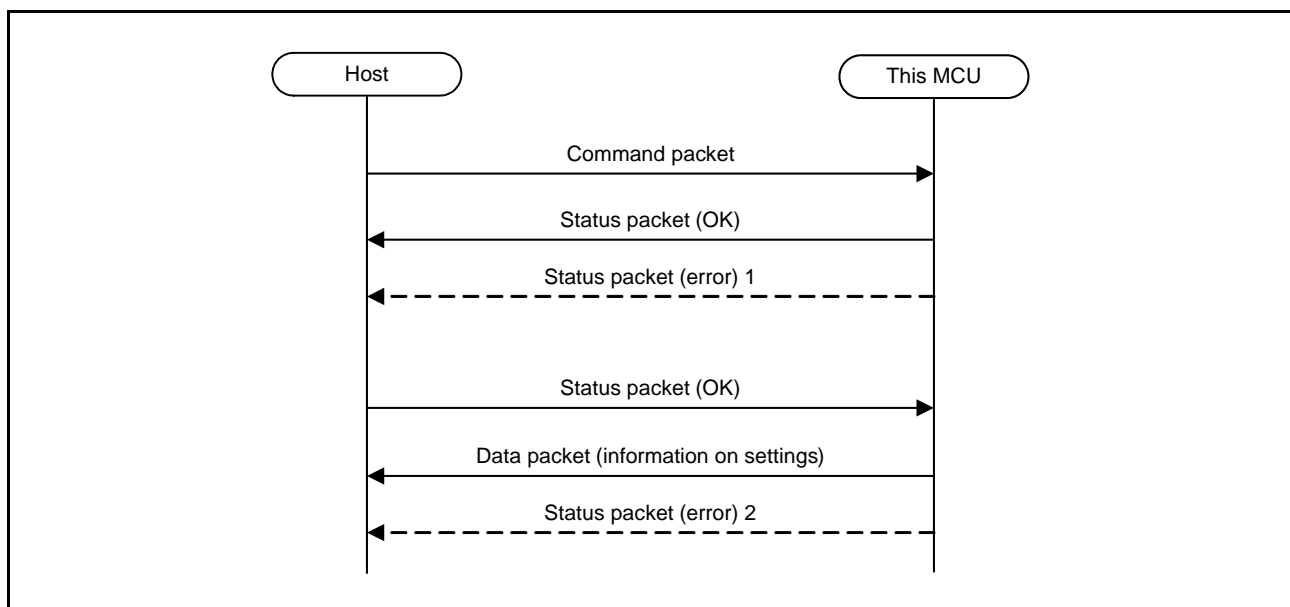 Host
This MCU
Command packet
Status packet (OK)
Status packet (error) 1
Status packet (OK)
Data packet (information on settings)
Status packet (error) 2